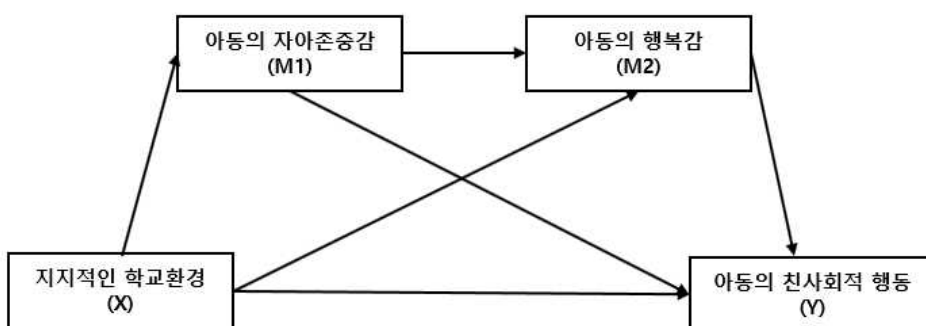 아동의 자아존중감
(M1)
아동의 행복감
(M2)
지지적인 학교환경
(X)
아동의 친사회적 행동
(Y)